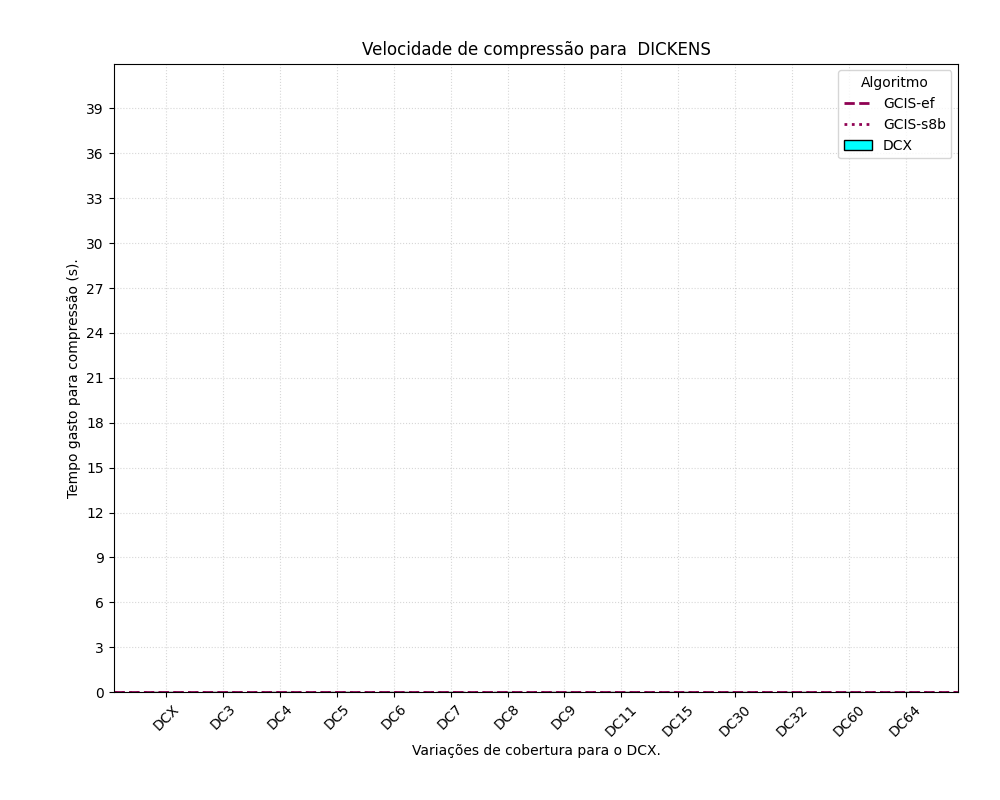 Velocidade de compressão para  DICKENS
Algoritmo
GCIS-ef
GCIS-s8b
DCX
Tempo gasto para compressão (s).
39
36
33
30
27
24
21
18
15
12
9
6
3
0
DCX
DC3
DC4
DC5
DC6
DC7
DC8
DC9
DC11
DC15
DC30
DC32
DC60
DC64
Variações de cobertura para o DCX.